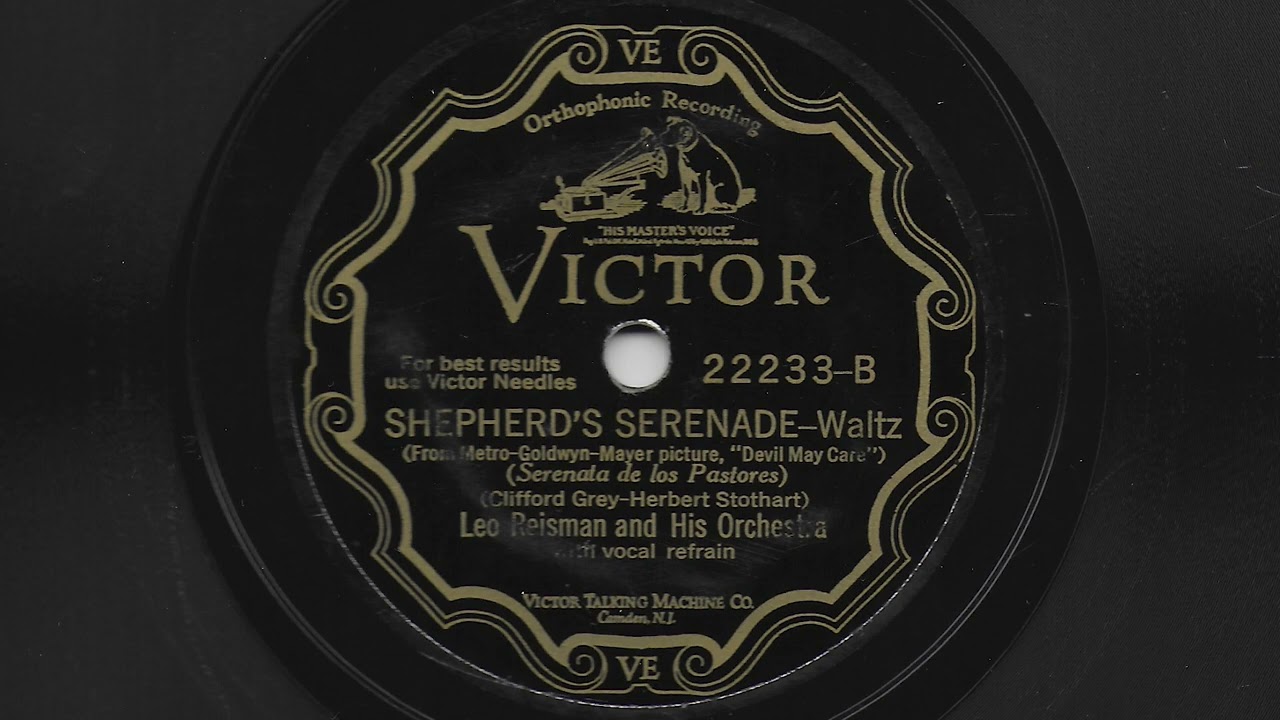 VE
Orthophonic Recording
"HIS MASTER'S VOICE"
VICTOR
For best results
use Victor Needles
22233–B
SHEPHERD'S SERENADE–Waltz
(From Metro–Goldwyn–Mayer picture, "Devil May Care")
(Serenata de los Pastores)
(Clifford Grey–Herbert Stothart)
Leo Reisman and His Orchestra
with vocal refrain
VICTOR TALKING MACHINE CO.
Camden, N.J.
VE